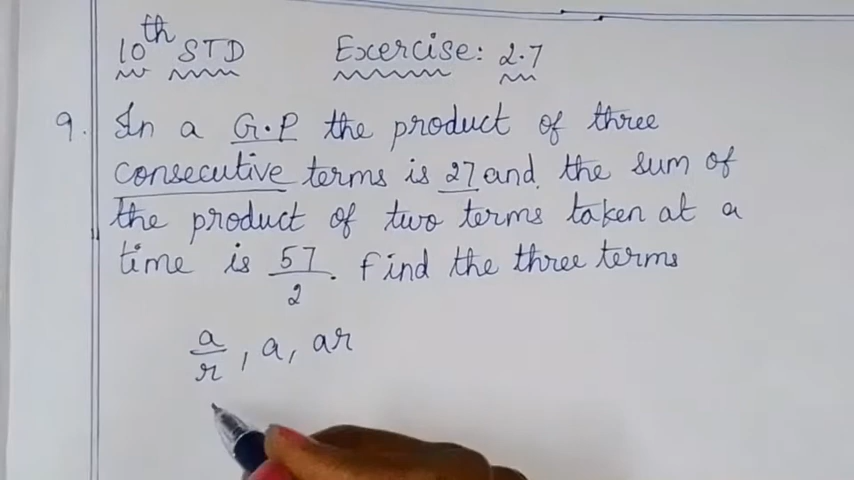 10th STD Exercise: 2.7
9. In a G.P the product of three
consecutive terms is 27 and the sum of
the product of two terms taken at a
time is 57/2. Find the three terms
a/r, a, ar